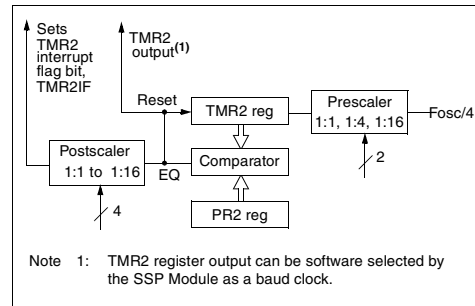 Sets
TMR2
interrupt
flag bit,
TMR2IF
TMR2
output(1)
Reset
TMR2 reg
Prescaler
1:1, 1:4, 1:16
Fosc/4
Postscaler
1:1 to 1:16
EQ
Comparator
2
4
PR2 reg
Note 1: TMR2 register output can be software selected by
the SSP Module as a baud clock.